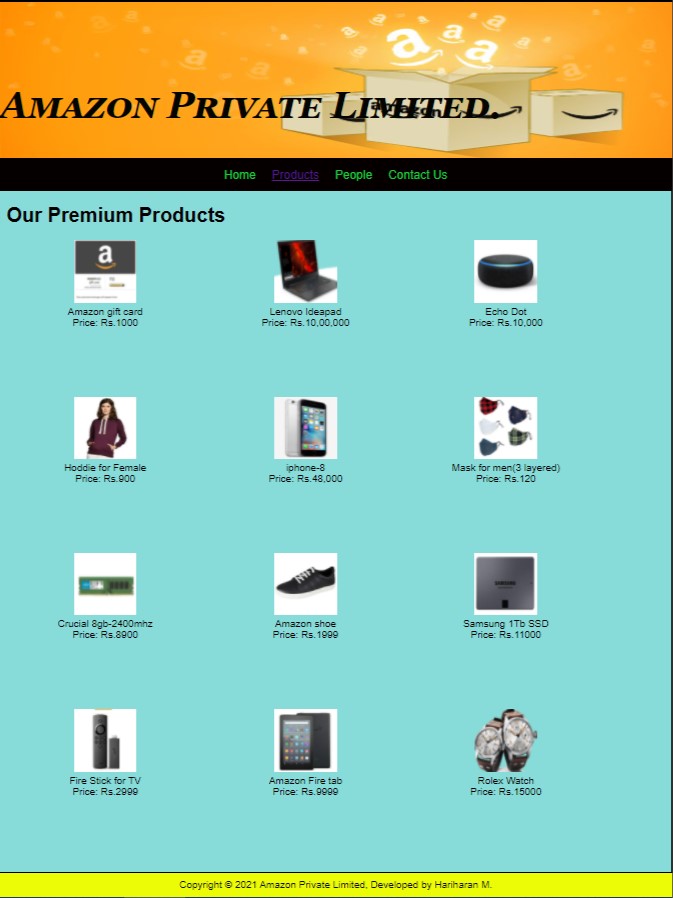 AMAZON PRIVATE LIMITED.
amazon
Home Products People Contact Us
Our Premium Products
Amazon gift card
Price: Rs.1000
Lenovo Ideapad
Price: Rs.10,00,000
Echo Dot
Price: Rs.10,000
Hoddie for Female
Price: Rs.900
iphone-8
Price: Rs.48,000
Mask for men(3 layered)
Price: Rs.120
Crucial 8gb-2400mhz
Price: Rs.8900
Amazon shoe
Price: Rs.1999
SAMSUNG
Samsung 1Tb SSD
Price: Rs.11000
Fire Stick for TV
Price: Rs.2999
Amazon Fire tab
Price: Rs.9999
Rolex Watch
Price: Rs.15000
Copyright © 2021 Amazon Private Limited, Developed by Hariharan M.